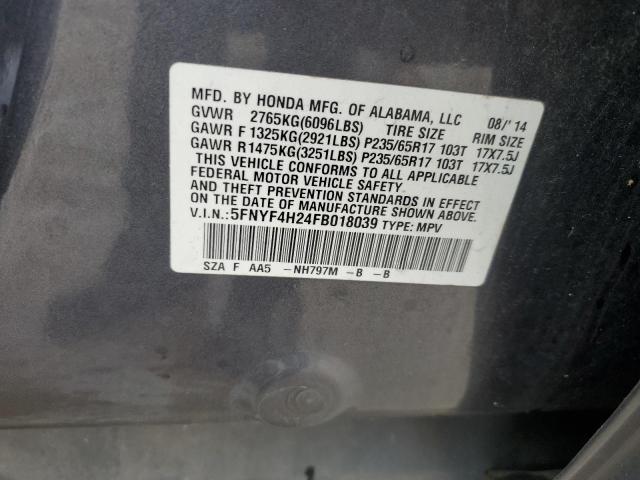 MFD. BY HONDA MFG. OF ALABAMA, LLC 08/'14
GVWR 2765KG(6096LBS) TIRE SIZE RIM SIZE
GAWR F 1325KG(2921LBS) P235/65R17 103T 17X7.5J
GAWR R1475KG(3251LBS) P235/65R17 103T 17X7.5J
THIS VEHICLE CONFORMS TO ALL APPLICABLE
FEDERAL MOTOR VEHICLE SAFETY
AND THEFT PREVENTION STANDARDS IN EFFECT
ON THE DATE OF MANUFACTURE SHOWN ABOVE.
V.I.N.:5FNYF4H24FB018039 TYPE: MPV
SZA F AA5 -NH797M -B -B